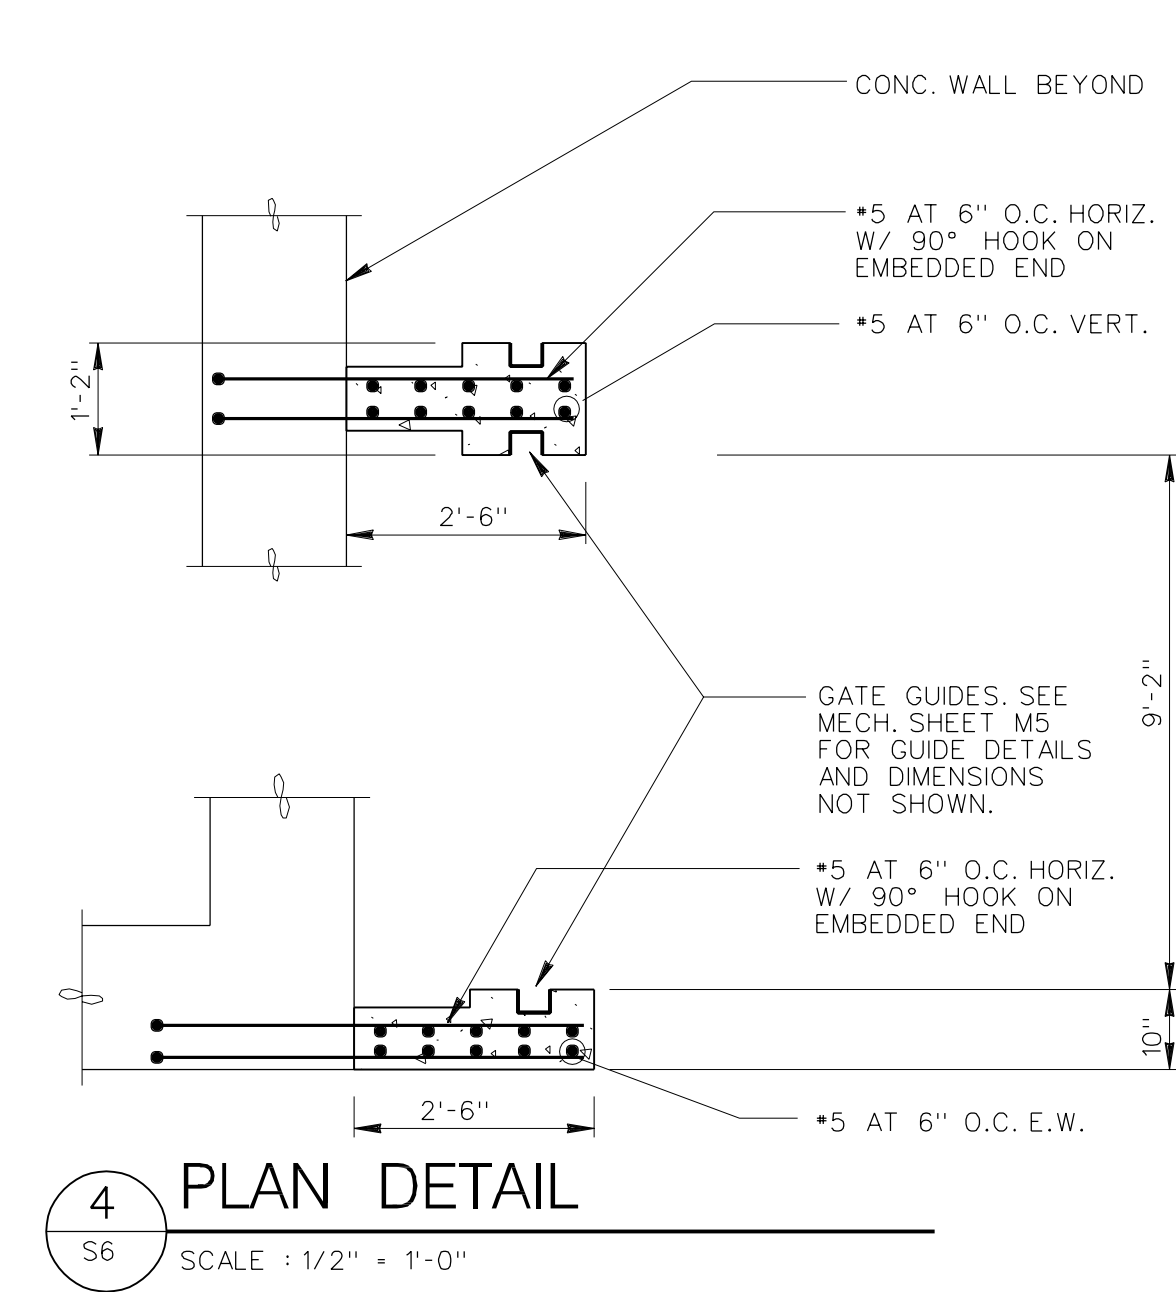 CONC. WALL BEYOND
#5 AT 6" O.C. HORIZ.
W/ 90° HOOK ON
EMBEDDED END
#5 AT 6" O.C. VERT.
1'-2"
2'-6"
9'-2"
GATE GUIDES. SEE
MECH. SHEET M5
FOR GUIDE DETAILS
AND DIMENSIONS
NOT SHOWN.
#5 AT 6" O.C. HORIZ.
W/ 90° HOOK ON
EMBEDDED END
10"
2'-6"
#5 AT 6" O.C. E.W.
4
S6
PLAN DETAIL
SCALE : 1/2" = 1'-0"